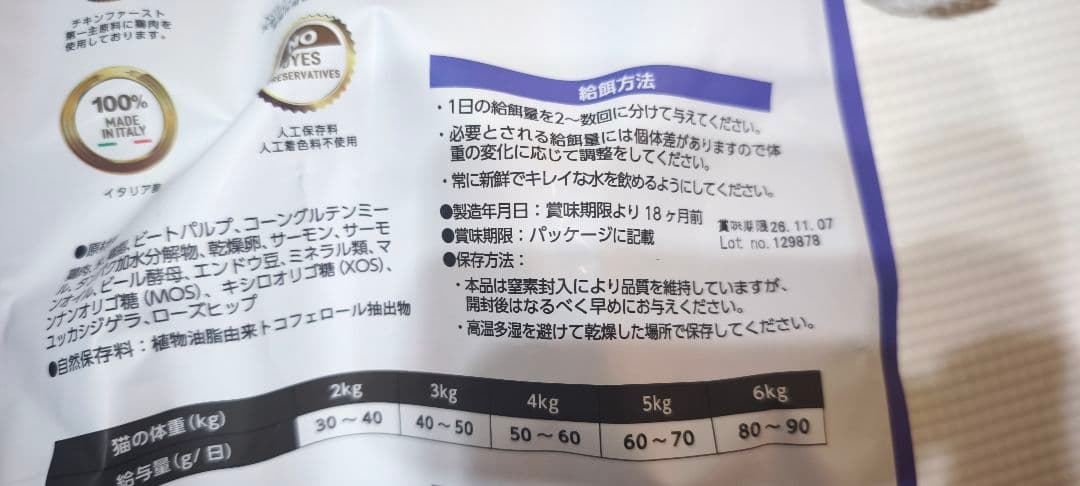 チキンファースト
第一主原料に鶏肉を
使用しております。
NO
YES
RESERVATIVES
100%
MADE
IN ITALY
人工保存料
人工着色料不使用
イタリア
給餌方法
・1日の給餌量を2〜数回に分けて与えてください。
・必要とされる給餌量には個体差がありますので体
重の変化に応じて調整をしてください。
・常に新鮮でキレイな水を飲めるようにしてください。
●製造年月日：賞味期限より18ヶ月前
●賞味期限：パッケージに記載
賞味期限26.11.07
Lot no.129878
●保存方法：
・本品は窒素封入により品質を維持していますが、
開封後はなるべく早めにお与えください。
・高温多湿を避けて乾燥した場所で保存してください。
ビートパルプ、コーングルテンミー
加水分解物、乾燥卵、サーモン、サーモ
ンオイル、ビール酵母、エンドウ豆、ミネラル類、マ
ンナンオリゴ糖(MOS)、キシロオリゴ糖(XOS)、
ユッカシジゲラ、ローズヒップ
●自然保存料：植物油脂由来トコフェロール抽出物
猫の体重(kg) 2kg 3kg 4kg 5kg 6kg
給与量(g/日) 30〜40 40〜50 50〜60 60〜70 80〜90